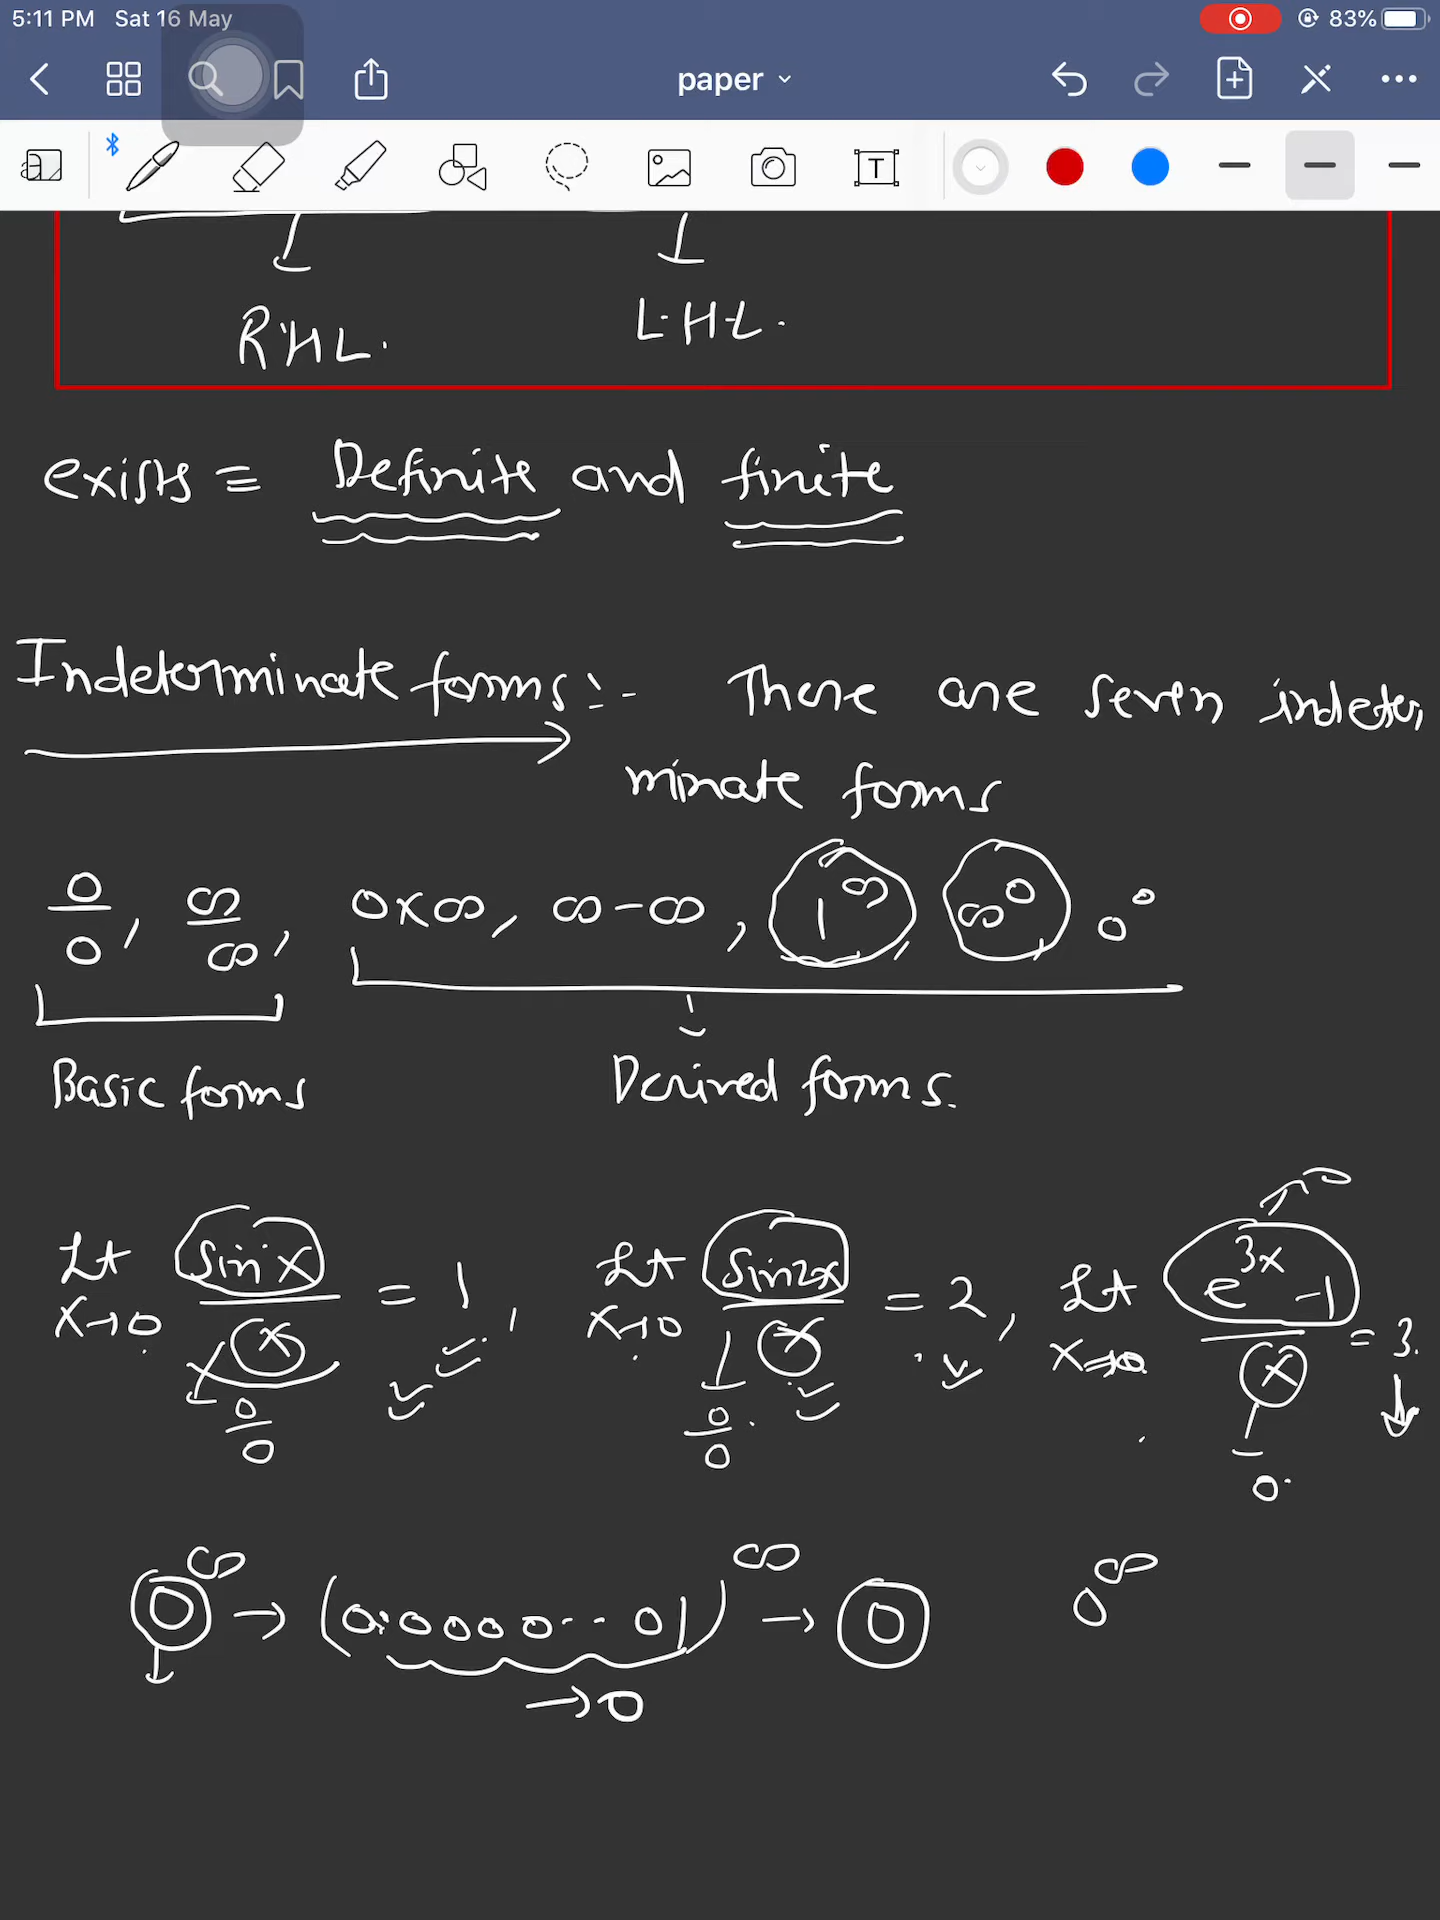 5:11 PM Sat 16 May 83%
paper
T
R.H.L. L.H.L.
exists ≡ Definite and finite
Indeterminate forms:- There are seven indeter
minate forms
0/0, ∞/∞, 0×∞, ∞-∞, 1^∞, ∞^0 0^0
Basic forms Derived forms.
Lt x→0 sin x / x = 1, Lt x→0 sin2x / x = 2, Lt x→0 e^3x -1 / x = 3.
→0
0/0 0/0 0.
0^∞ → (0.0000--01)^∞ → 0 0^∞
→0